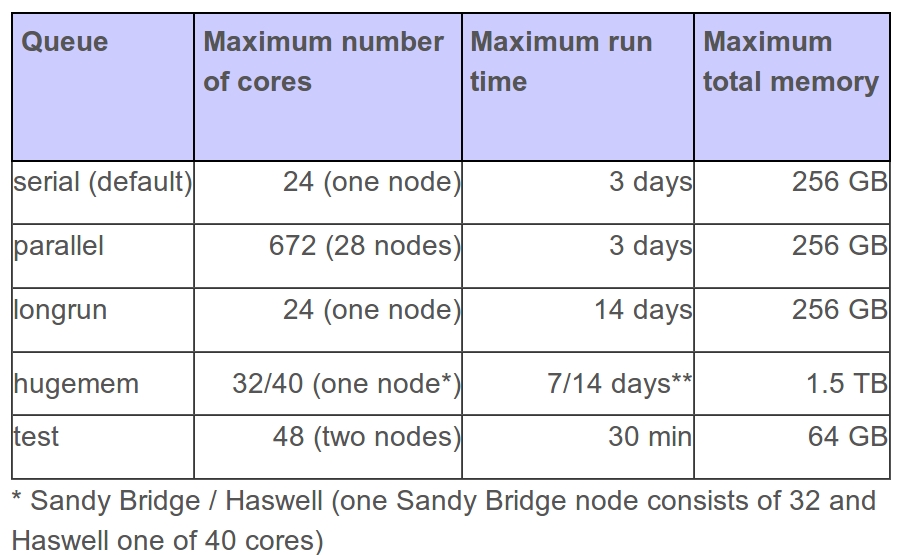 Queue Maximum number of cores Maximum run time Maximum total memory
serial (default) 24 (one node) 3 days 256 GB
parallel 672 (28 nodes) 3 days 256 GB
longrun 24 (one node) 14 days 256 GB
hugemem 32/40 (one node*) 7/14 days** 1.5 TB
test 48 (two nodes) 30 min 64 GB
* Sandy Bridge / Haswell (one Sandy Bridge node consists of 32 and
Haswell one of 40 cores)